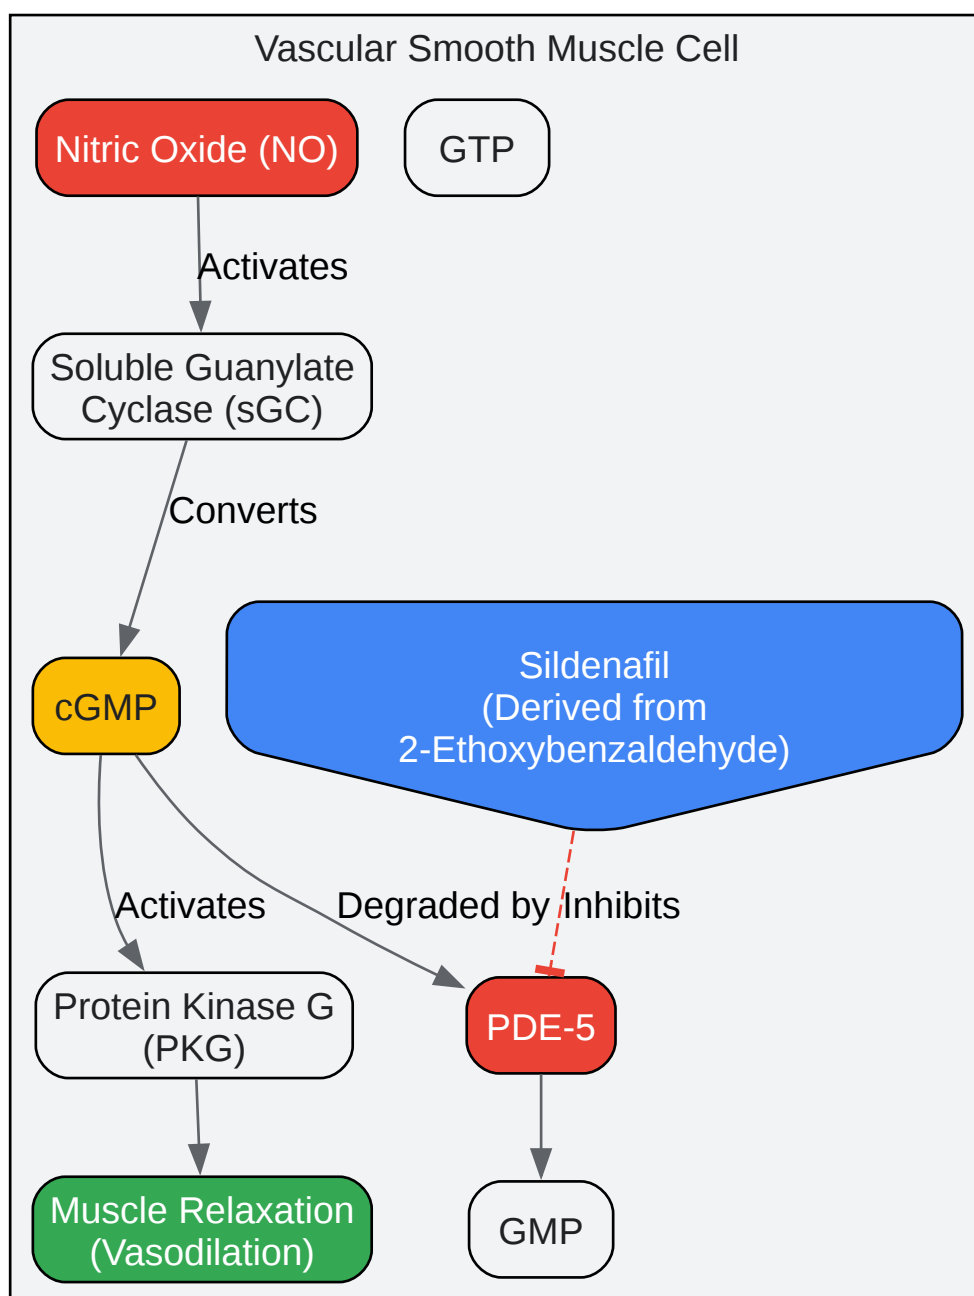 Vascular Smooth Muscle Cell
Nitric Oxide (NO)
GTP
Activates
Soluble Guanylate
Cyclase (sGC)
Converts
Sildenafil
(Derived from
2-Ethoxybenzaldehyde)
cGMP
Activates
Degraded by
Inhibits
Protein Kinase G
(PKG)
PDE-5
Muscle Relaxation
(Vasodilation)
GMP